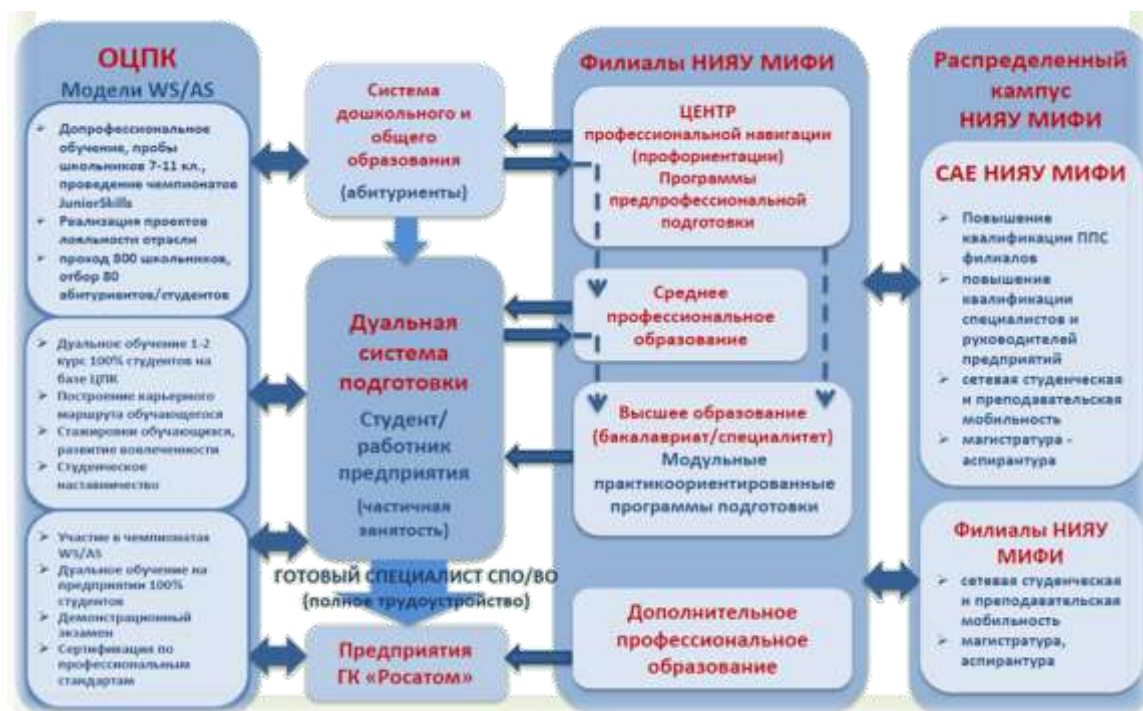 ОЦПК
Модели WS/AS
Допрофессиональное
обучение, пробы
школьников 7-11 кл.,
проведение чемпионатов
JuniorSkills
Реализация проектов
лояльности отрасли
проход 800 школьников,
отбор 80
абитуриентов/студентов
Дуальное обучение 1-2
курс 100% студентов на
базе ЦПК
Построение карьерного
маршрута обучающегося
Стажировки обучающихся,
развитие вовлеченности
Студенческое
наставничество
Участие в чемпионатах
WS/AS
Дуальное обучение на
предприятии 100%
студентов
Демонстрационный
экзамен
Сертификация по
профессиональным
стандартам
Система
дошкольного и
общего
образования
(абитуриенты)
Дуальная
система
подготовки
Студент/
работник
предприятия
(частичная
занятость)
ГОТОВЫЙ СПЕЦИАЛИСТ СПО/ВО
(полное трудоустройство)
Предприятия
ГК «Росатом»
Филиалы НИЯУ МИФИ
ЦЕНТР
профессиональной навигации
(профориентации)
Программы
предпрофессиональной
подготовки
Среднее
профессиональное
образование
Высшее образование
(бакалавриат/специалитет)
Модульные
практикоориентированные
программы подготовки
Дополнительное
профессиональное
образование
Распределенный
кампус
НИЯУ МИФИ
САЕ НИЯУ МИФИ
Повышение
квалификации ППС
филиалов
повышение
квалификации
специалистов и
руководителей
предприятий
сетевая студенческая
и преподавательская
мобильность
магистратура -
аспирантура
Филиалы НИЯУ
МИФИ
сетевая студенческая
и преподавательская
мобильность
магистратура,
аспирантура